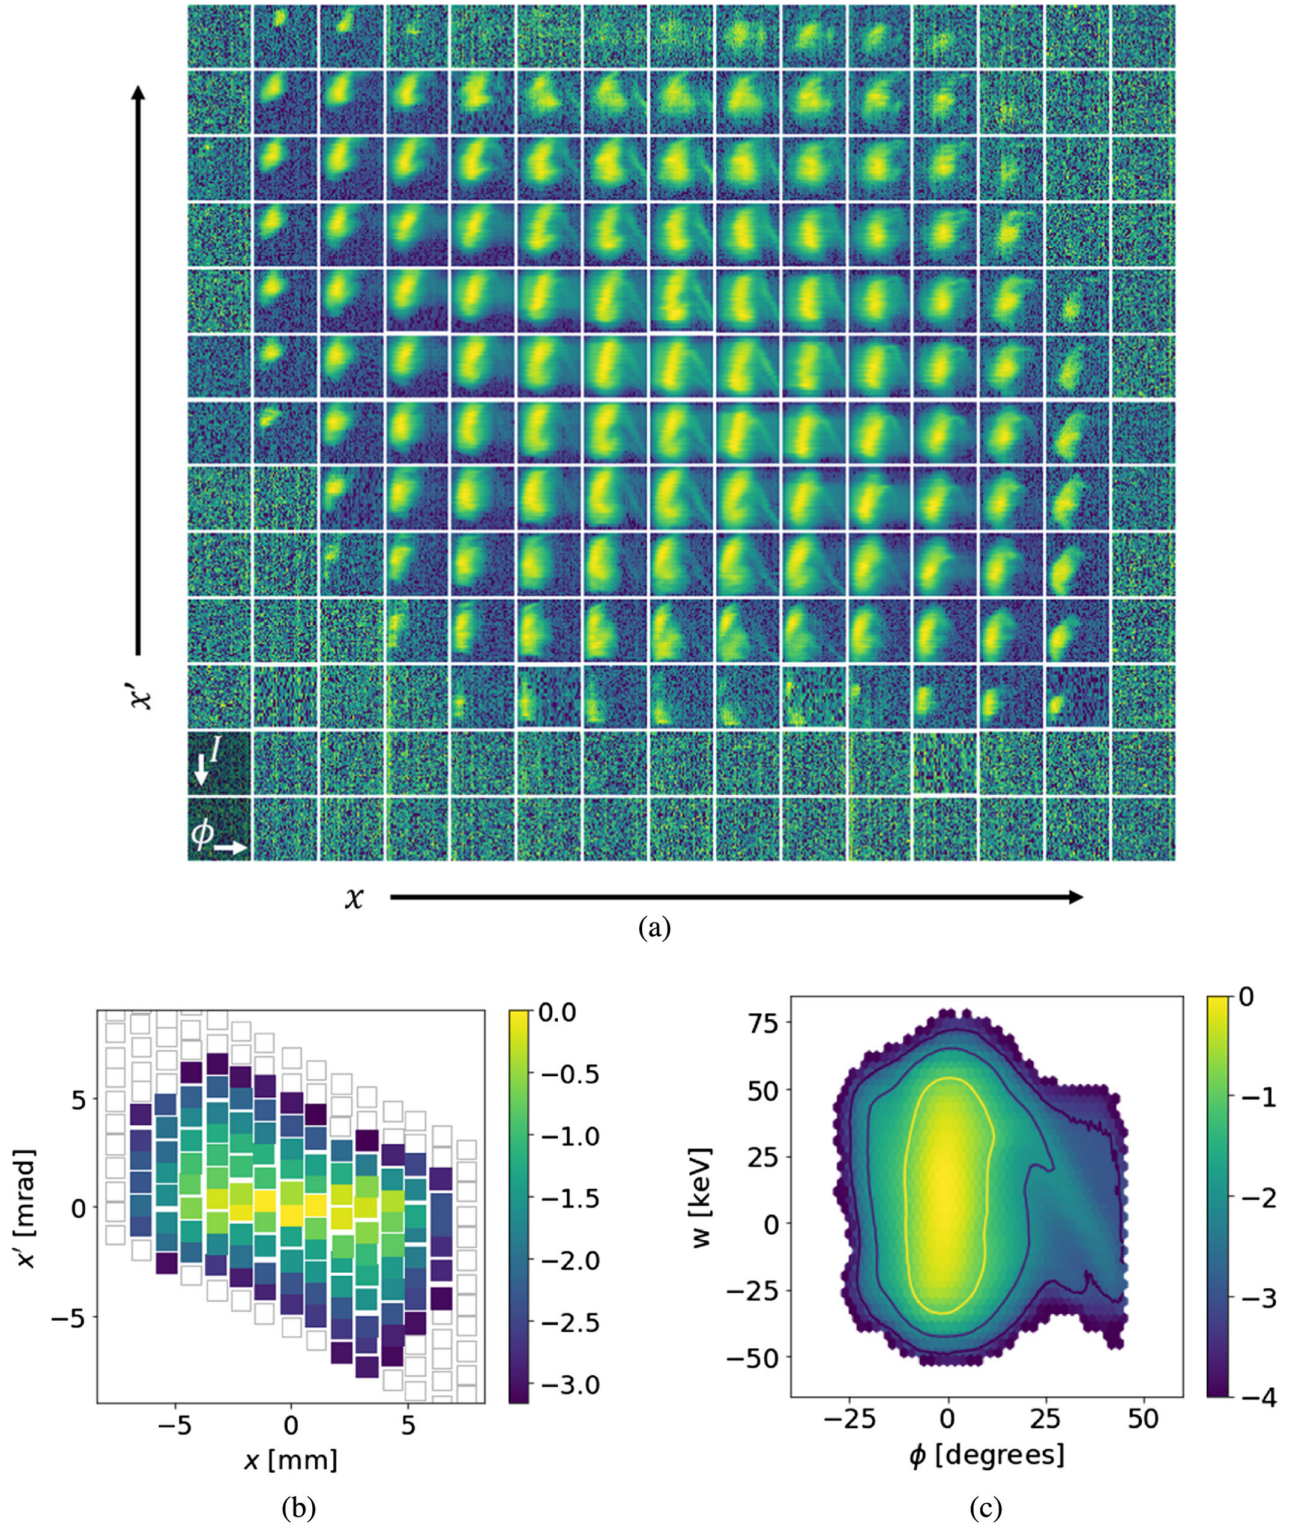 x′
I
ϕ
x
(a)
0.0
−0.5
−1.0
−1.5
−2.0
−2.5
−3.0
5
0
−5
x′ [mrad]
−5 0 5
x [mm]
(b)
0
−1
−2
−3
−4
75
50
25
0
−25
−50
w [keV]
−25 0 25 50
ϕ [degrees]
(c)